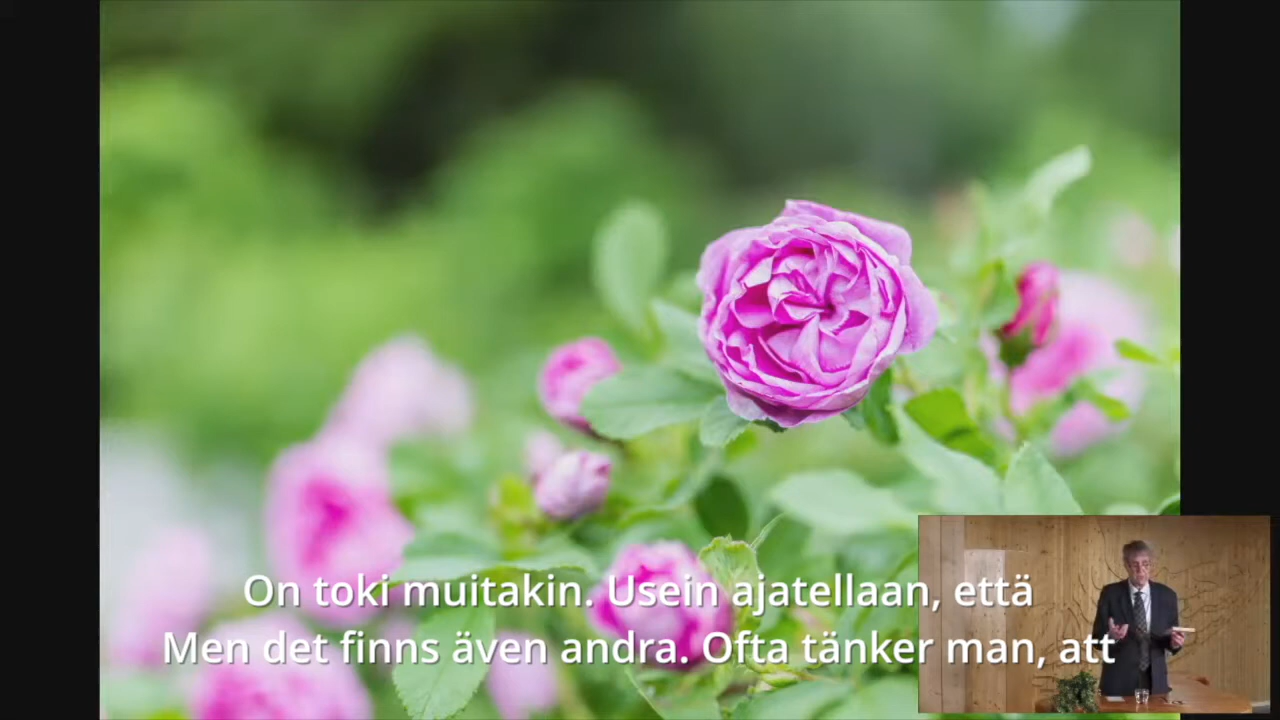 On toki muitakin. Usein ajatellaan, että
Men det finns även andra. Ofta tänker man, att